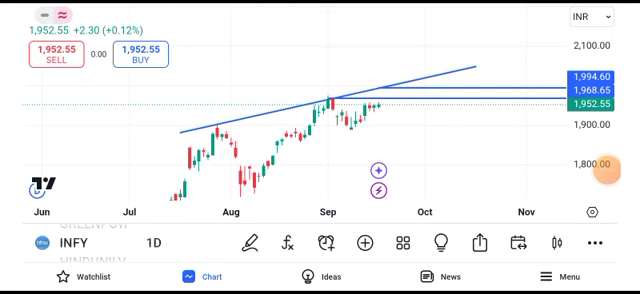 INR
1,952.55 +2.30 (+0.12%)
1,952.55
SELL
0.00
1,952.55
BUY
2,100.00
1,994.60
1,968.65
1,952.55
1,900.00
1,800.00
Jun Jul Aug Sep Oct Nov
INFY 1D
Watchlist Chart Ideas News Menu